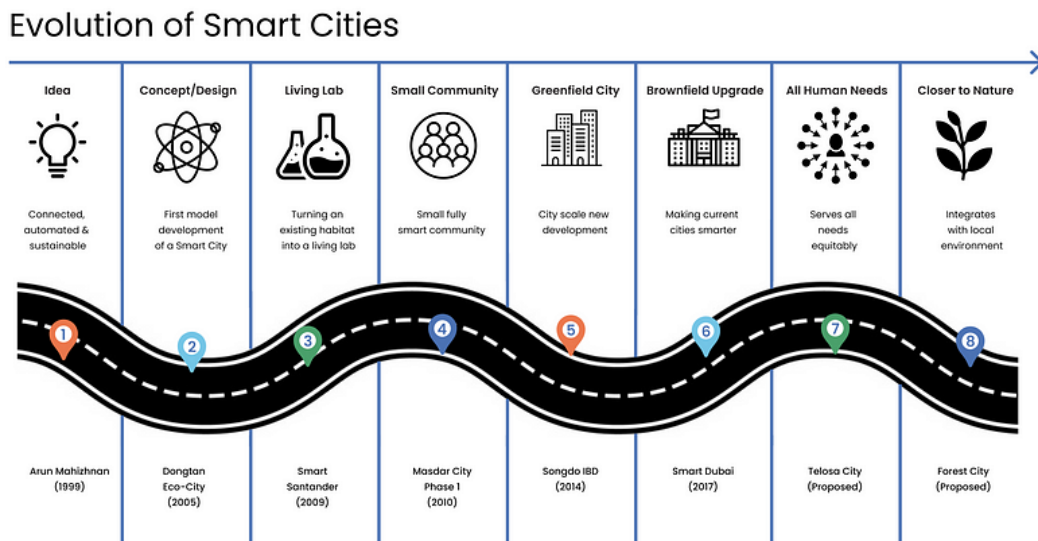 Evolution of Smart Cities
Idea
Concept/Design
Living Lab
Small Community
Greenfield City
Brownfield Upgrade
All Human Needs
Closer to Nature
Connected,
automated &
sustainable
First model
development
of a Smart City
Turning an
existing habitat
into a living lab
Small fully
smart community
City scale new
development
Making current
cities smarter
Serves all
needs
equitably
Integrates
with local
environment
1
2
3
4
5
6
7
8
Arun Mahizhnan
(1999)
Dongtan
Eco-City
(2005)
Smart
Santander
(2009)
Masdar City
Phase 1
(2010)
Songdo IBD
(2014)
Smart Dubai
(2017)
Telosa City
(Proposed)
Forest City
(Proposed)